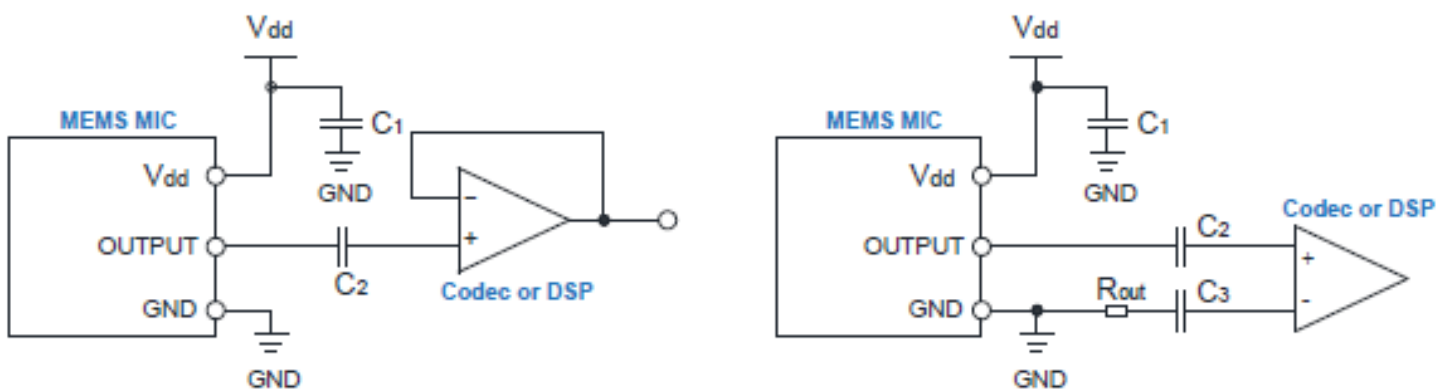 Vdd
MEMS MIC
C1
Vdd
GND
OUTPUT
-
+
C2
Codec or DSP
GND
GND
Vdd
MEMS MIC
C1
Vdd
GND
Codec or DSP
OUTPUT
C2
+
GND
Rout
C3
-
GND